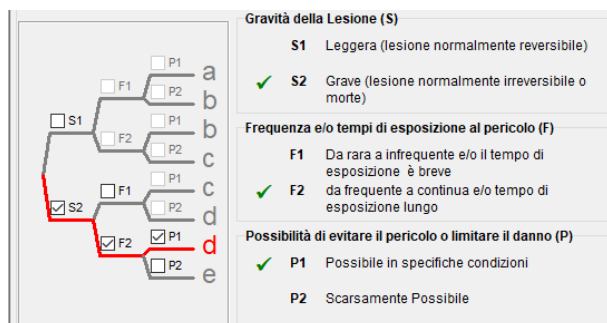 Gravità della Lesione (S)
S1 Leggera (lesione normalmente reversibile)
S2 Grave (lesione normalmente irreversibile o
morte)
Frequenza e/o tempi di esposizione al pericolo (F)
F1 Da rara a infrequente e/o il tempo di
esposizione è breve
F2 da frequente a continua e/o tempo di
esposizione lungo
Possibilità di evitare il pericolo o limitare il danno (P)
P1 Possibile in specifiche condizioni
P2 Scarsamente Possibile
P1 a
F1
P2 b
S1
P1 b
F2
P2 c
P1 c
F1
P2 d
S2
P1 d
F2
P2 e